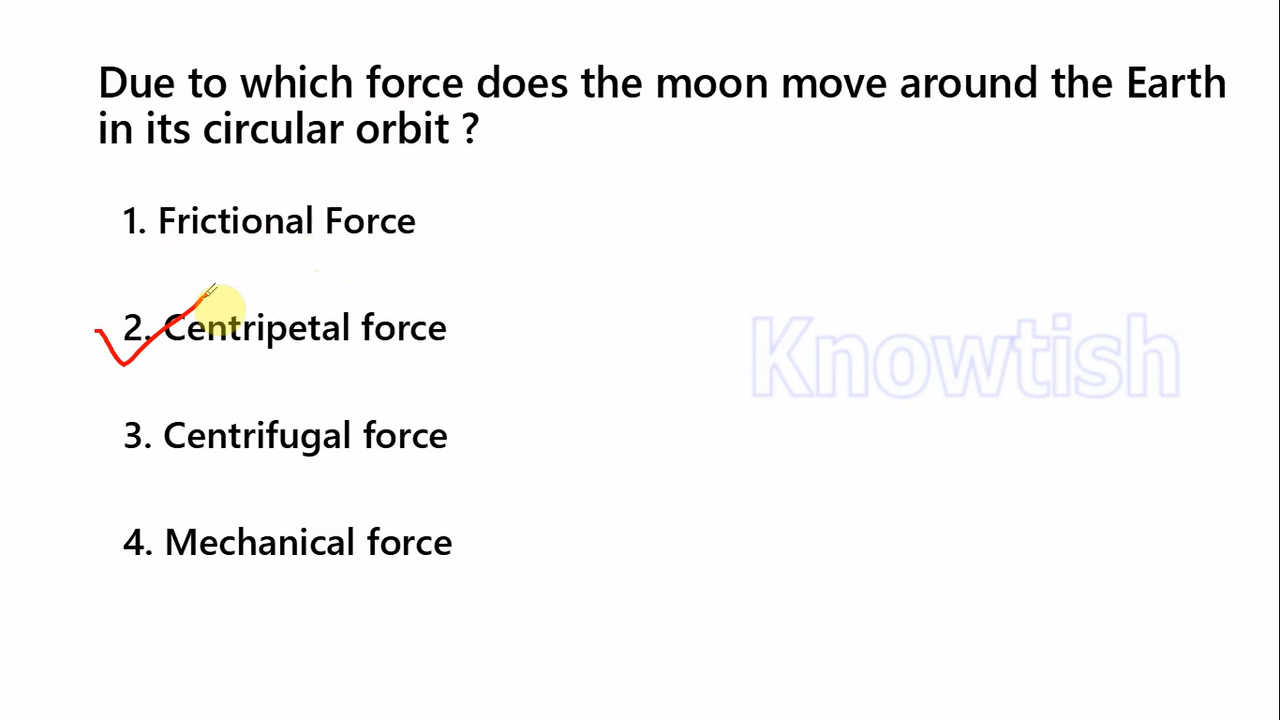 Due to which force does the moon move around the Earth
in its circular orbit ?
1. Frictional Force
2. Centripetal force
Knowtish
3. Centrifugal force
4. Mechanical force